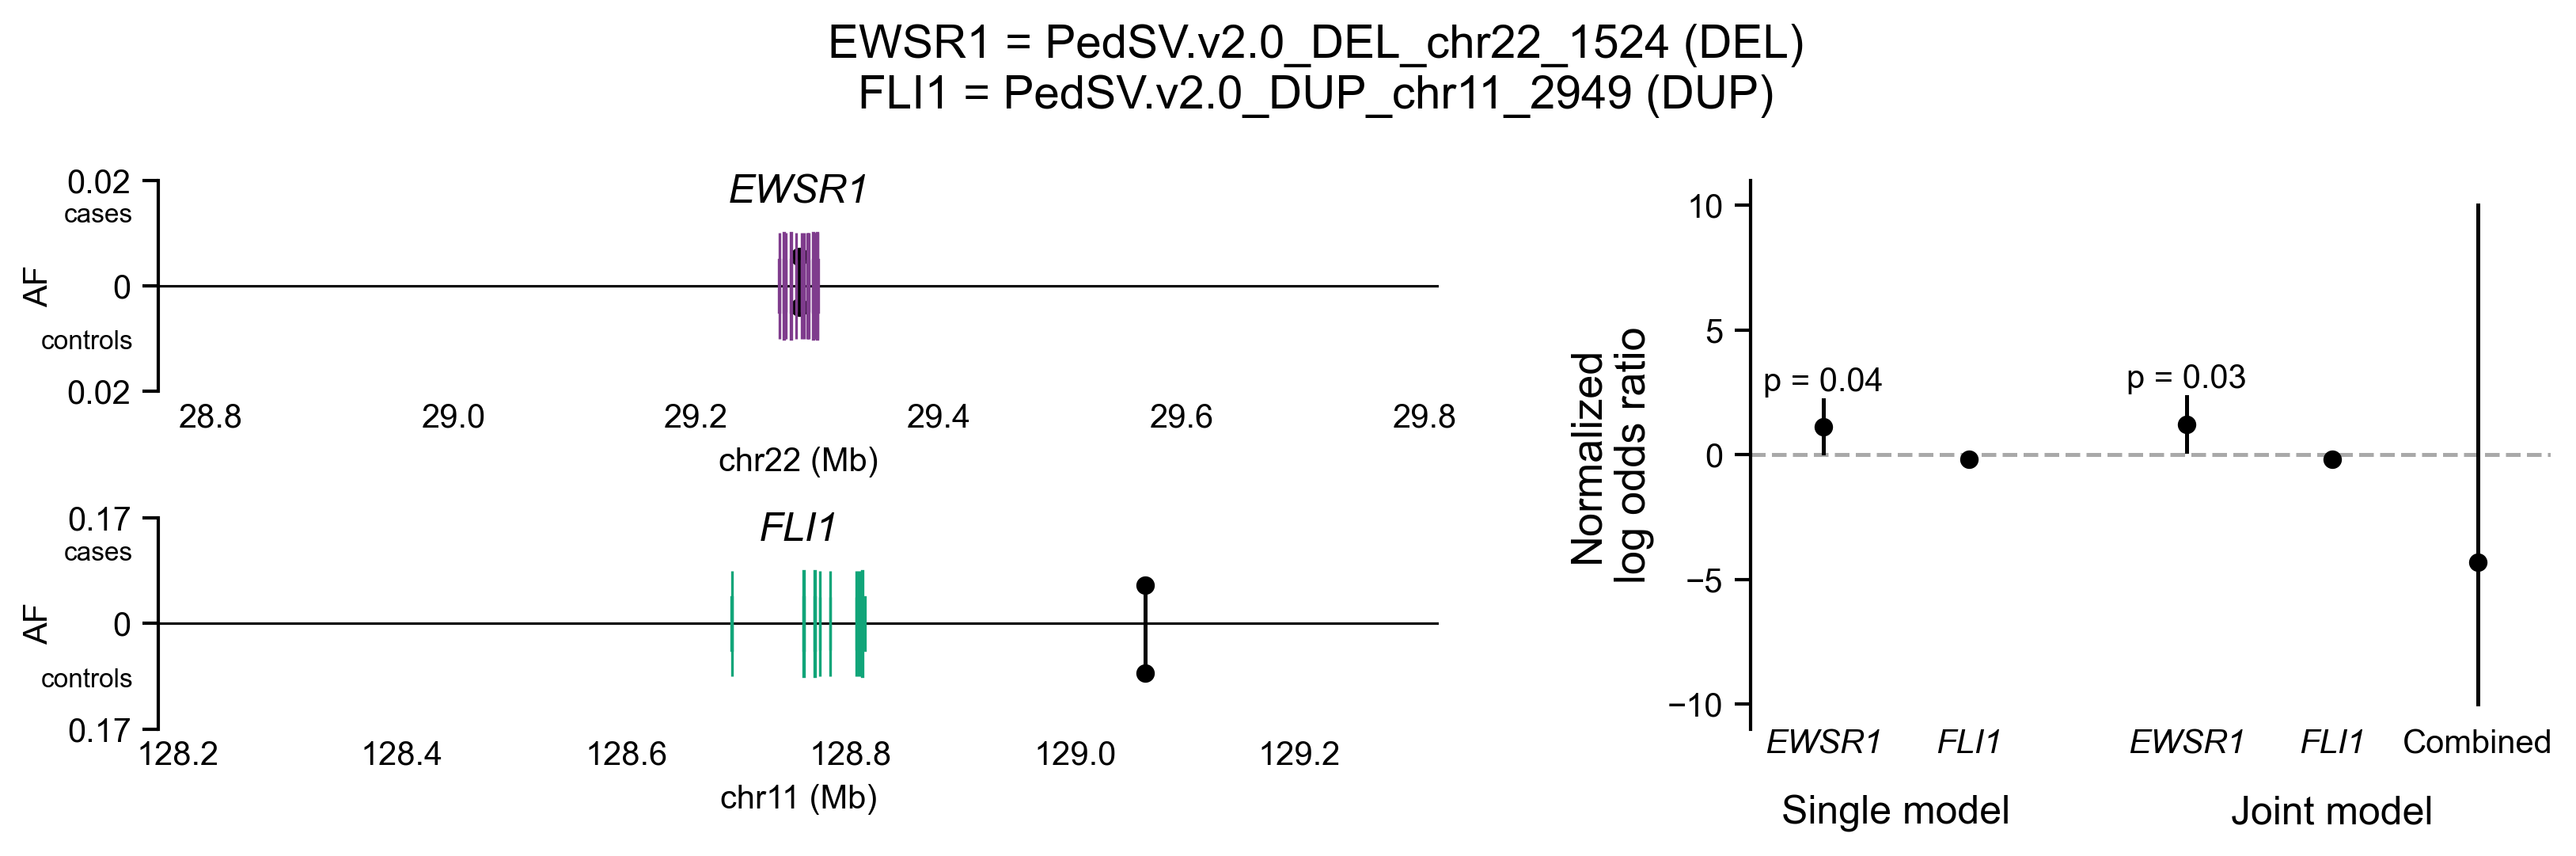 EWSR1 = PedSV.v2.0_DEL_chr22_1524 (DEL)
FLI1 = PedSV.v2.0_DUP_chr11_2949 (DUP)
EWSR1
0.02
cases
AF
0
controls
0.02
28.8 29.0 29.2 29.4 29.6 29.8
chr22 (Mb)
FLI1
0.17
cases
AF
0
controls
0.17
128.2 128.4 128.6 128.8 129.0 129.2
chr11 (Mb)
Normalized
log odds ratio
10
5
0
−5
−10
p = 0.04
p = 0.03
EWSR1 FLI1 EWSR1 FLI1 Combined
Single model Joint model